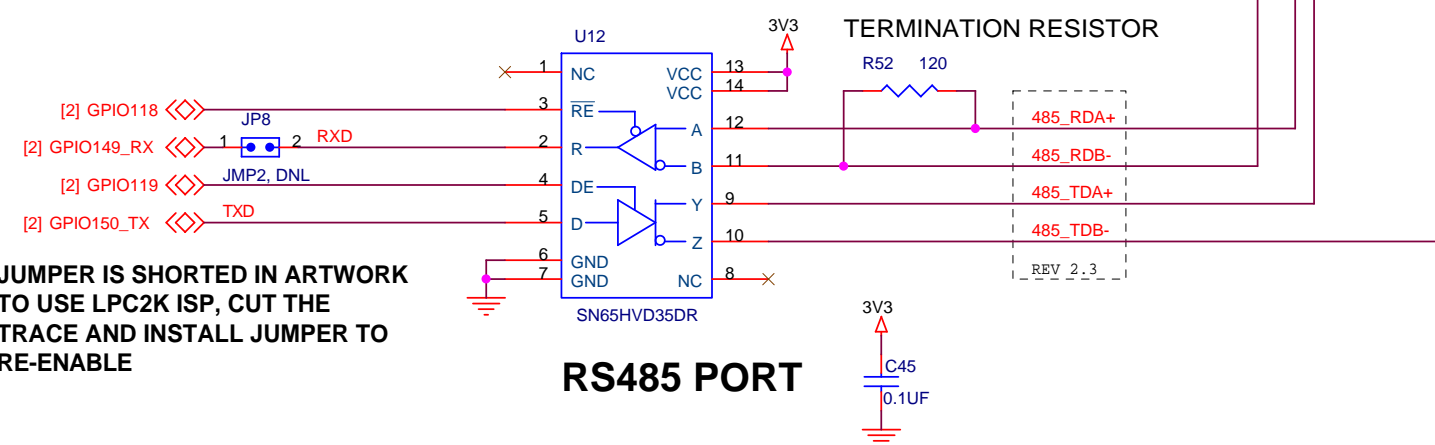 3V3
TERMINATION RESISTOR
U12
R52 120
1 NC VCC 13
VCC 14
[2] GPIO118 3 RE A 12 485_RDA+
JP8
[2] GPIO149_RX 1 2 RXD 2 R B 11 485_RDB-
JMP2, DNL
[2] GPIO119 4 DE Y 9 485_TDA+
[2] GPIO150_TX TXD 5 D Z 10 485_TDB-
6 GND
7 GND NC 8
REV 2.3
SN65HVD35DR
JUMPER IS SHORTED IN ARTWORK
TO USE LPC2K ISP, CUT THE
TRACE AND INSTALL JUMPER TO
RE-ENABLE
RS485 PORT
3V3
C45
0.1UF